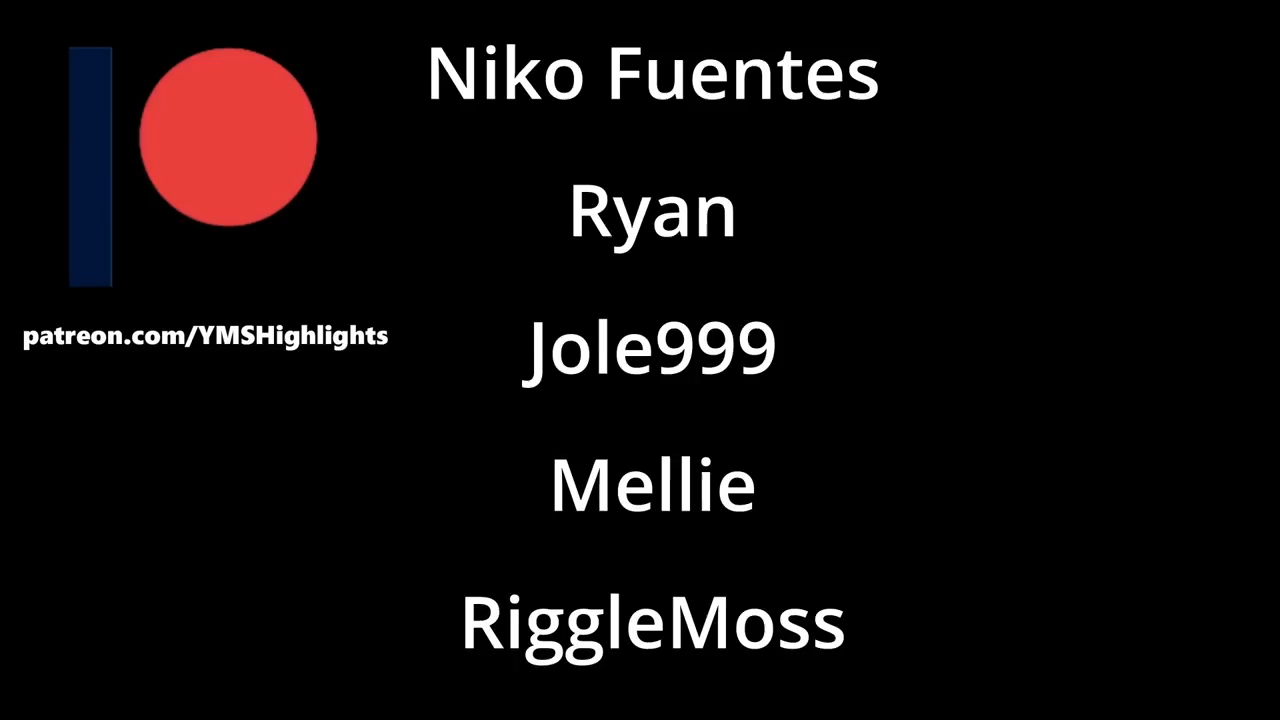 Niko Fuentes
Ryan
patreon.com/YMSHighlights
Jole999
Mellie
RiggleMoss